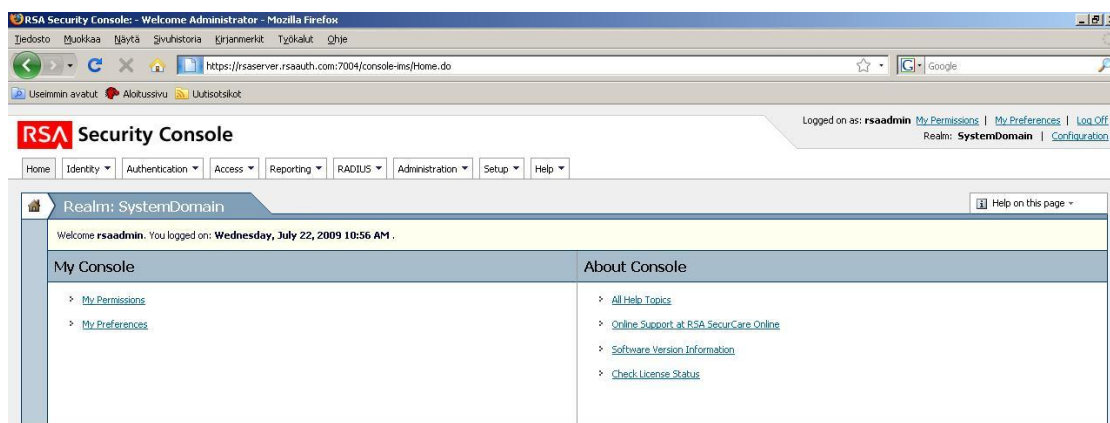 RSA Security Console: - Welcome Administrator - Mozilla Firefox
Tiedosto Muokkaa Näytä Sivuhistoria Kirjanmerkit Työkalut Ohje
https://rsaserver.rsaauth.com:7004/console-ims/Home.do
G Google
Useimmin avatut Aloitussivu Uutisotsikot
Logged on as: rsaadmin My Permissions | My Preferences | Log Off
Realm: SystemDomain | Configuration
RSA Security Console
Home Identity Authentication Access Reporting RADIUS Administration Setup Help
Realm: SystemDomain
Help on this page
Welcome rsaadmin. You logged on: Wednesday, July 22, 2009 10:56 AM .
My Console
My Permissions
My Preferences
About Console
All Help Topics
Online Support at RSA SecurCare Online
Software Version Information
Check License Status